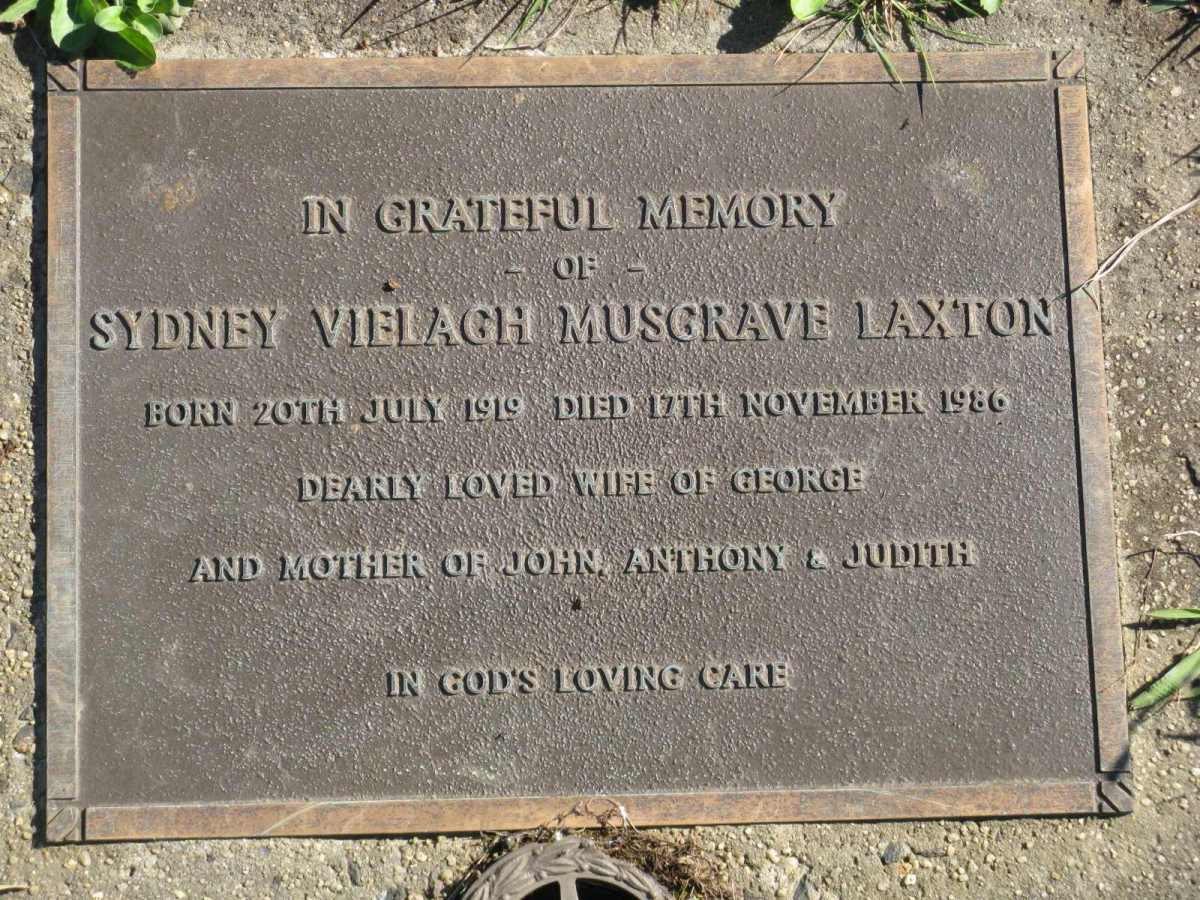 IN GRATEFUL MEMORY
- OF -
SYDNEY VIELAGH MUSGRAVE LAXTON
BORN 20TH JULY 1919 DIED 17TH NOVEMBER 1986
DEARLY LOVED WIFE OF GEORGE
AND MOTHER OF JOHN, ANTHONY & JUDITH
IN GOD'S LOVING CARE